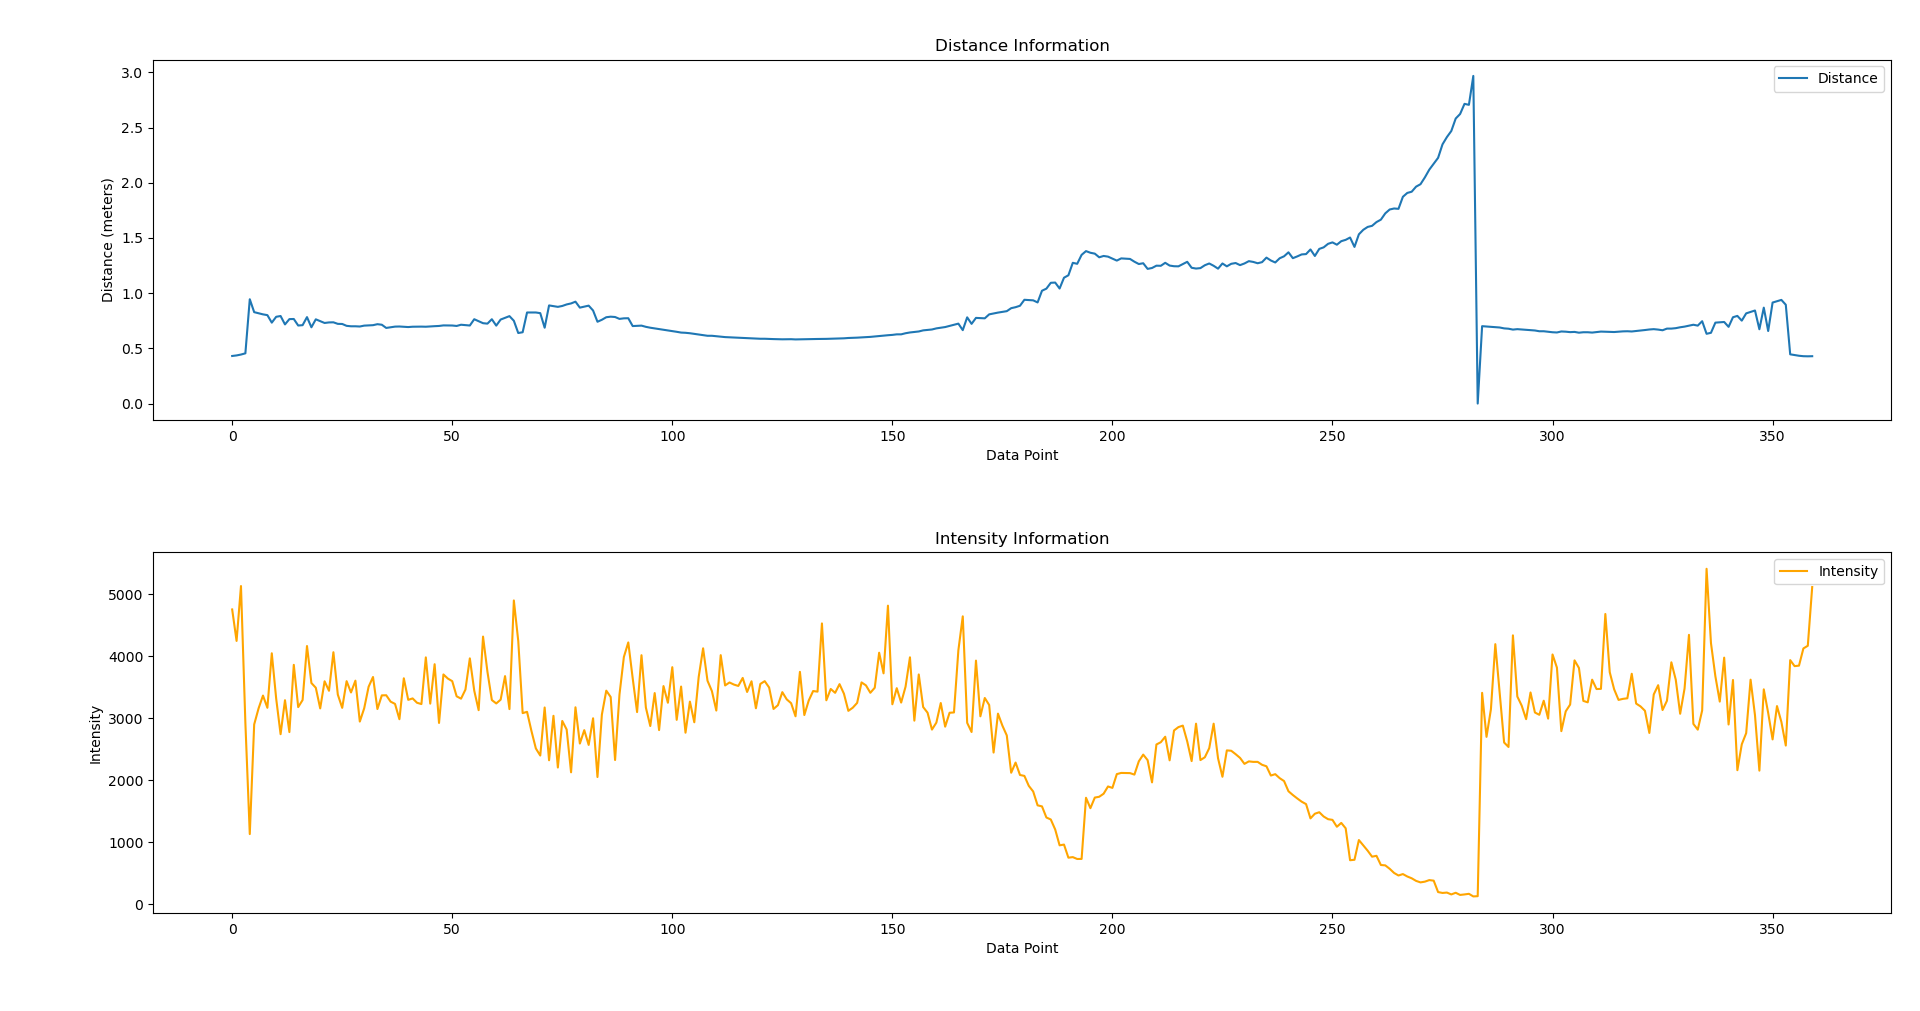 Distance Information
Distance
Distance (meters)
3.0
2.5
2.0
1.5
1.0
0.5
0.0
0 50 100 150 200 250 300 350
Data Point
Intensity Information
Intensity
Intensity
5000
4000
3000
2000
1000
0
0 50 100 150 200 250 300 350
Data Point